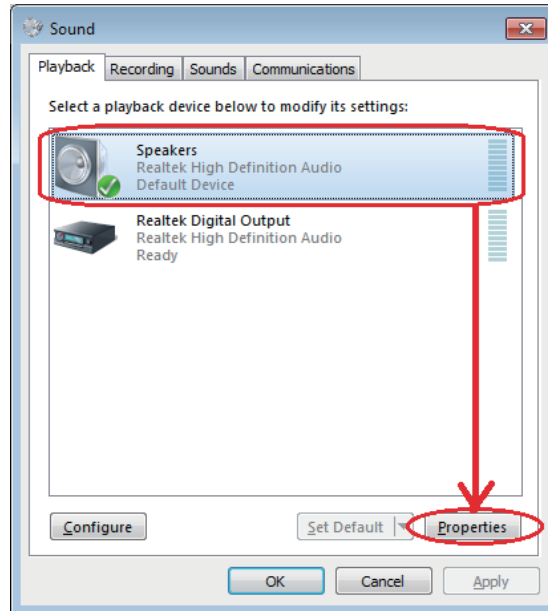 Sound
Playback Recording Sounds Communications
Select a playback device below to modify its settings:
Speakers
Realtek High Definition Audio
Default Device
Realtek Digital Output
Realtek High Definition Audio
Ready
Configure Set Default Properties
OK Cancel Apply